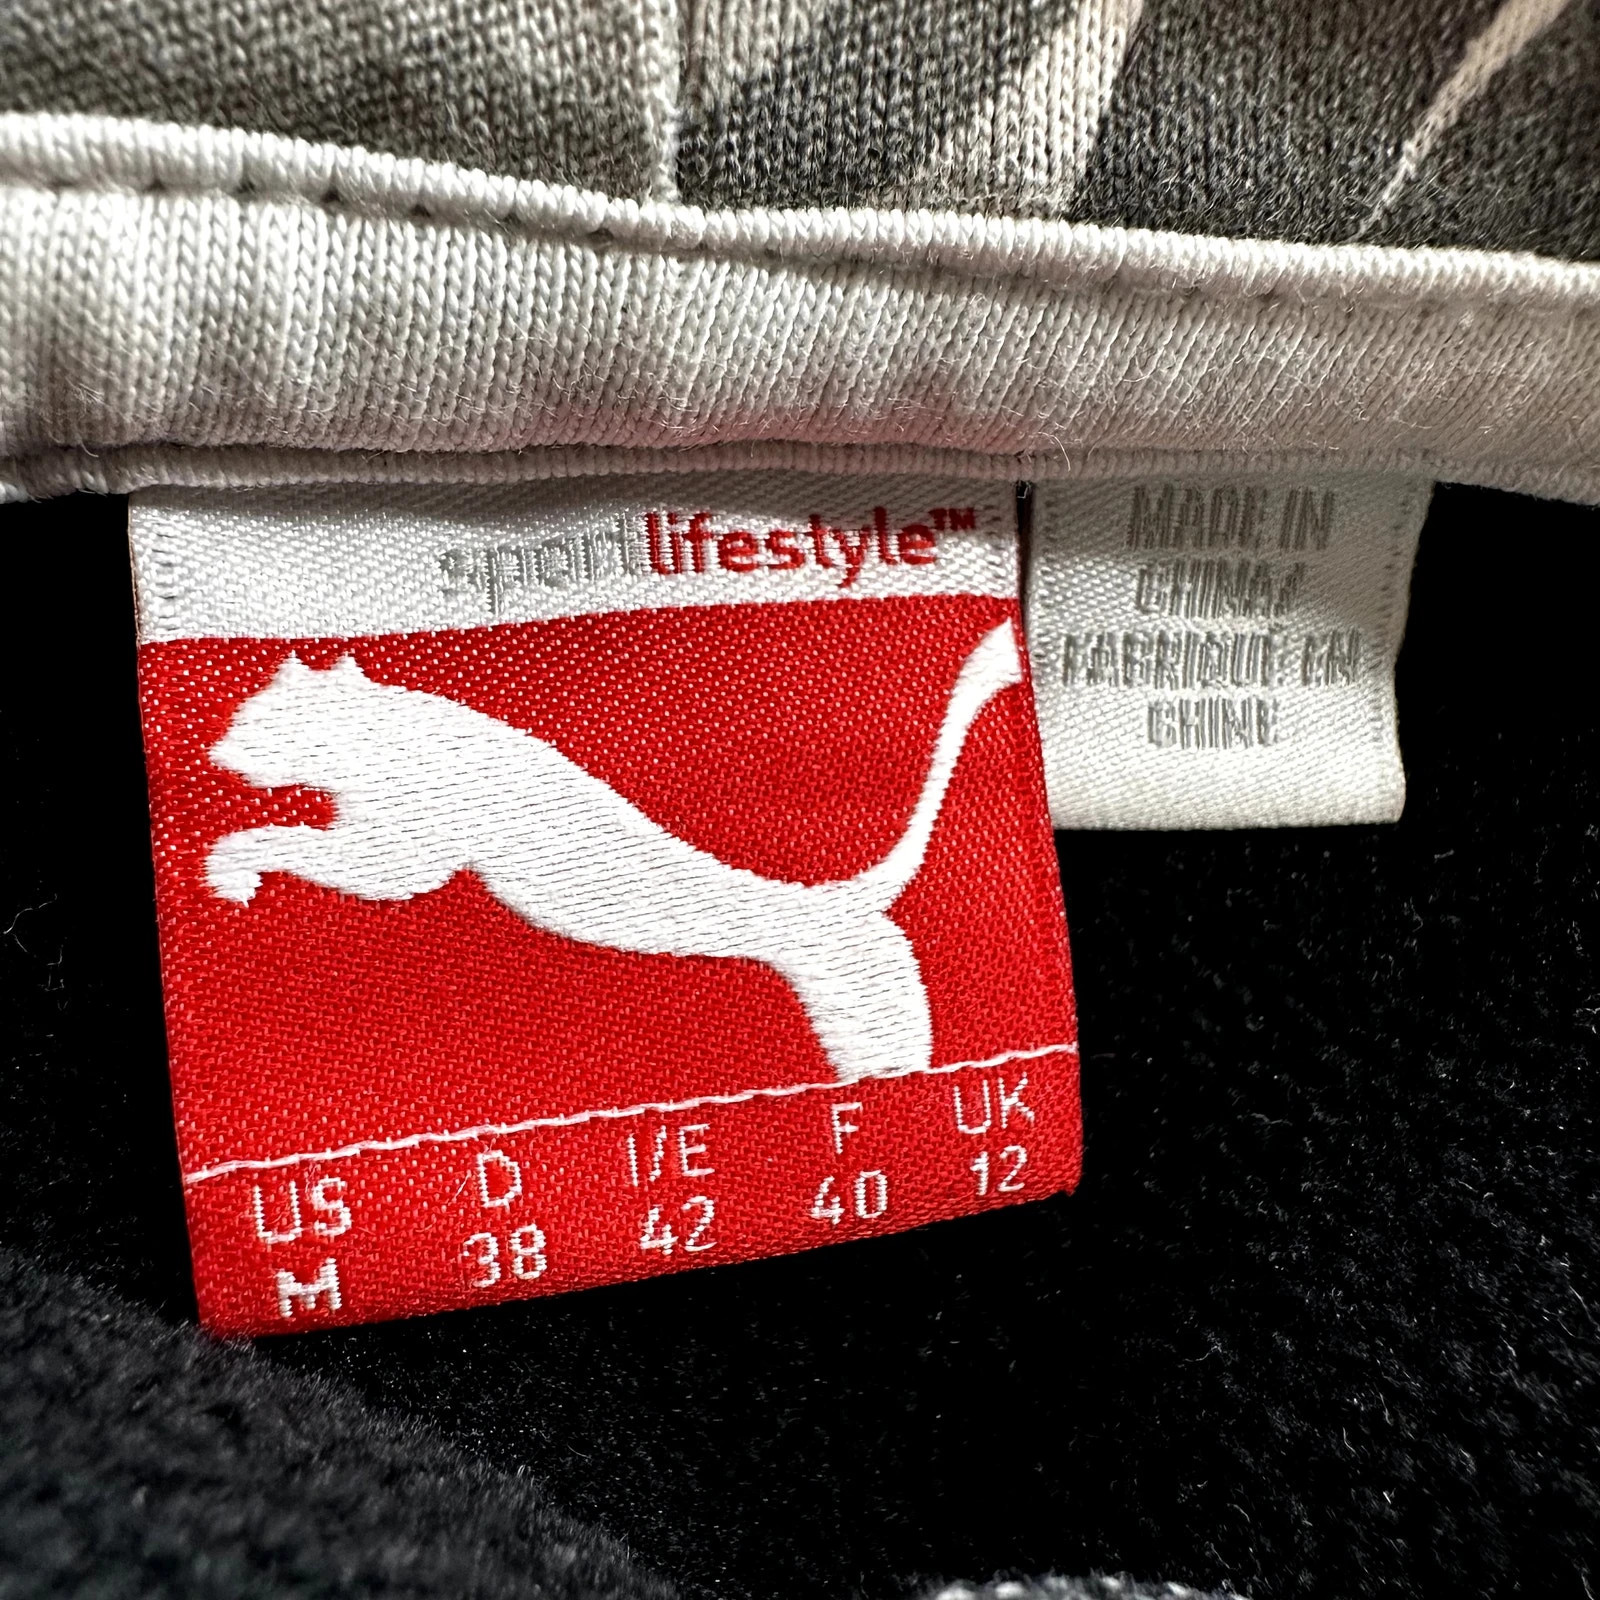 sportlifestyle™
US D I/E F UK
M 38 42 40 12
MADE IN
CHINA/
FABRIQUÉ EN
CHINE